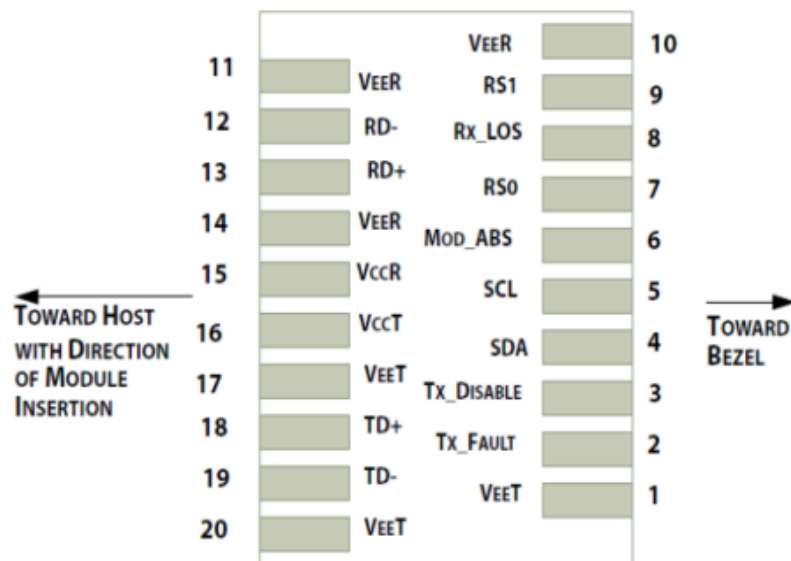 11
VEER
12
RD-
13
RD+
14
VEER
15
VCCR
16
VCCT
17
VEET
18
TD+
19
TD-
20
VEET
VEER
10
RS1
9
RX_LOS
8
RS0
7
MOD_ABS
6
SCL
5
SDA
4
TX_DISABLE
3
TX_FAULT
2
VEET
1
TOWARD HOST
WITH DIRECTION
OF MODULE
INSERTION
TOWARD
BEZEL